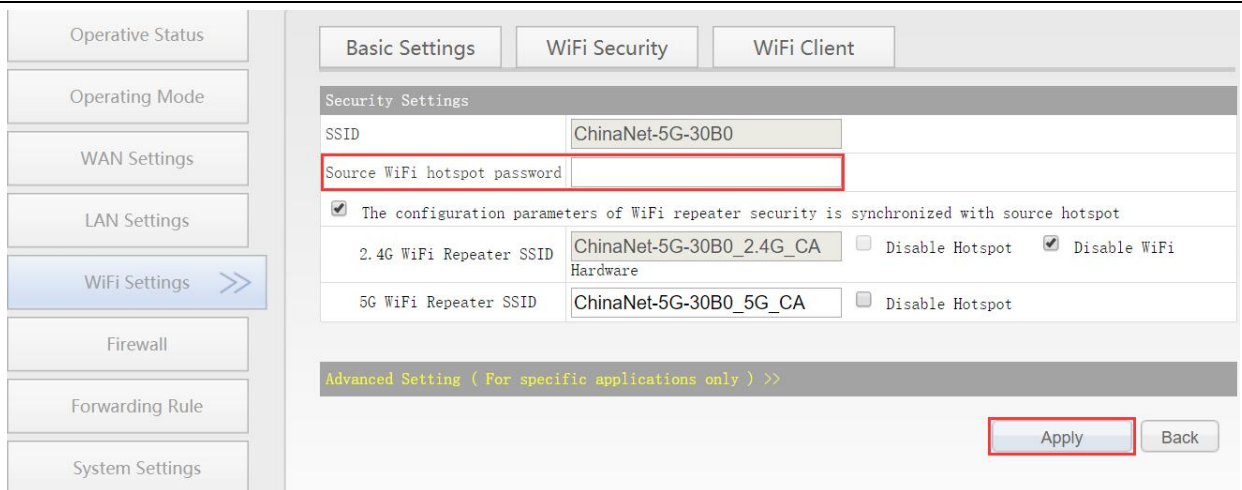 Operative Status
Operating Mode
WAN Settings
LAN Settings
WiFi Settings >>
Firewall
Forwarding Rule
System Settings
Basic Settings WiFi Security WiFi Client
Security Settings
SSID ChinaNet-5G-30B0
Source WiFi hotspot password
The configuration parameters of WiFi repeater security is synchronized with source hotspot
2.4G WiFi Repeater SSID ChinaNet-5G-30B0_2.4G_CA Disable Hotspot Disable WiFi
Hardware
5G WiFi Repeater SSID ChinaNet-5G-30B0_5G_CA Disable Hotspot
Advanced Setting ( For specific applications only ) >>
Apply Back